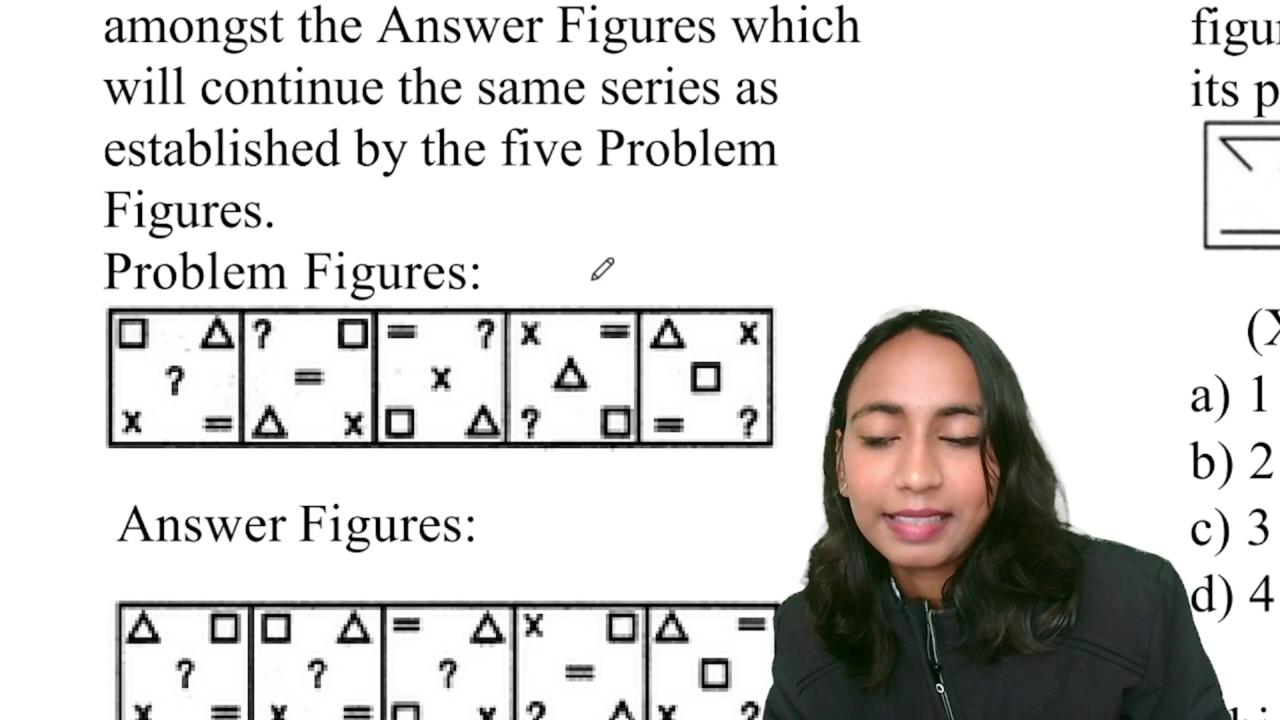 amongst the Answer Figures which
will continue the same series as
established by the five Problem
Figures.
Problem Figures:
? = x
x =
? = = ? x = x
? x
= x
x ? = ?
Answer Figures:
= x =
? ? ? =
its p
a) 1
b) 2
c) 3
d) 4